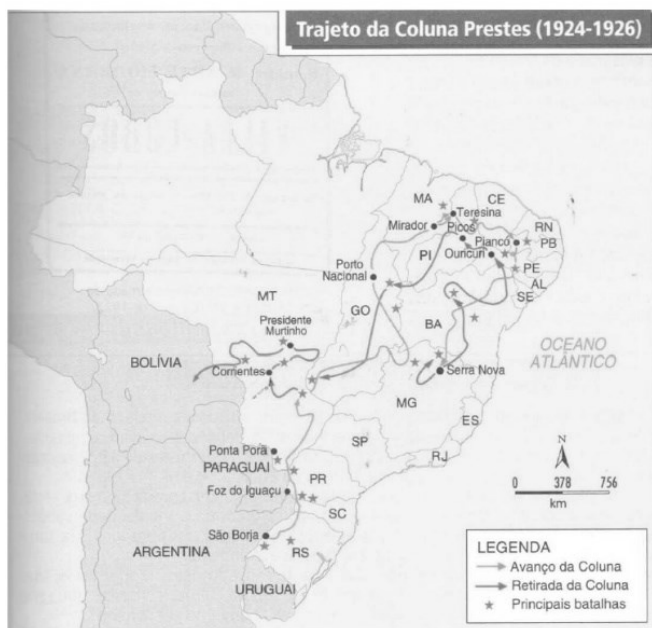 Trajeto da Coluna Prestes (1924-1926)
MA
CE
Teresina
Mirador
Picos
RN
Piancó
PB
Ouricuri
PI
PE
Porto
Nacional
AL
SE
MT
GO
BA
Presidente
Murtinho
OCEANO
ATLÂNTICO
BOLÍVIA
Correntes
Serra Nova
MG
ES
SP
RJ
Ponta Porã
PARAGUAI
PR
Foz do Iguaçu
SC
São Borja
RS
ARGENTINA
URUGUAI
N
0 378 756
km
LEGENDA
Avanço da Coluna
Retirada da Coluna
Principais batalhas